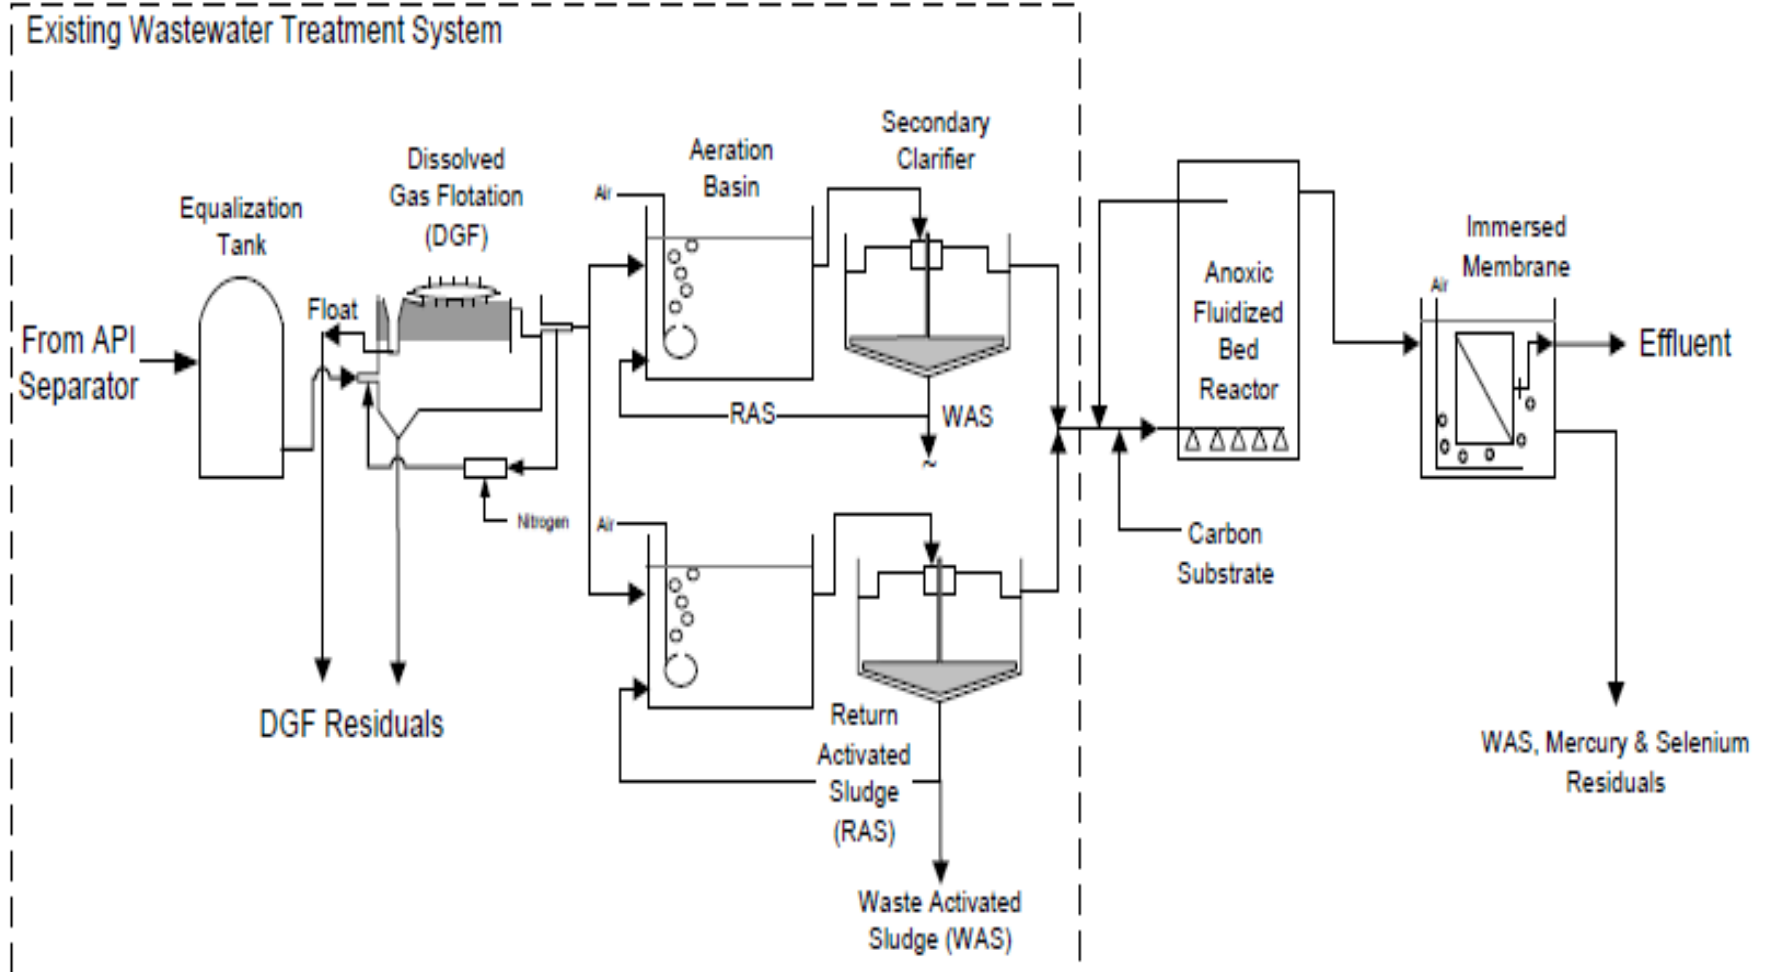 Existing Wastewater Treatment System
Secondary
Clarifier
Aeration
Basin
Dissolved
Gas Flotation
(DGF)
Equalization
Tank
Air
Immersed
Membrane
Air
Anoxic
Fluidized
Bed
Reactor
Float
From API
Separator
Effluent
RAS
WAS
~
Nitrogen
Air
Carbon
Substrate
DGF Residuals
Return
Activated
Sludge
(RAS)
WAS, Mercury & Selenium
Residuals
Waste Activated
Sludge (WAS)